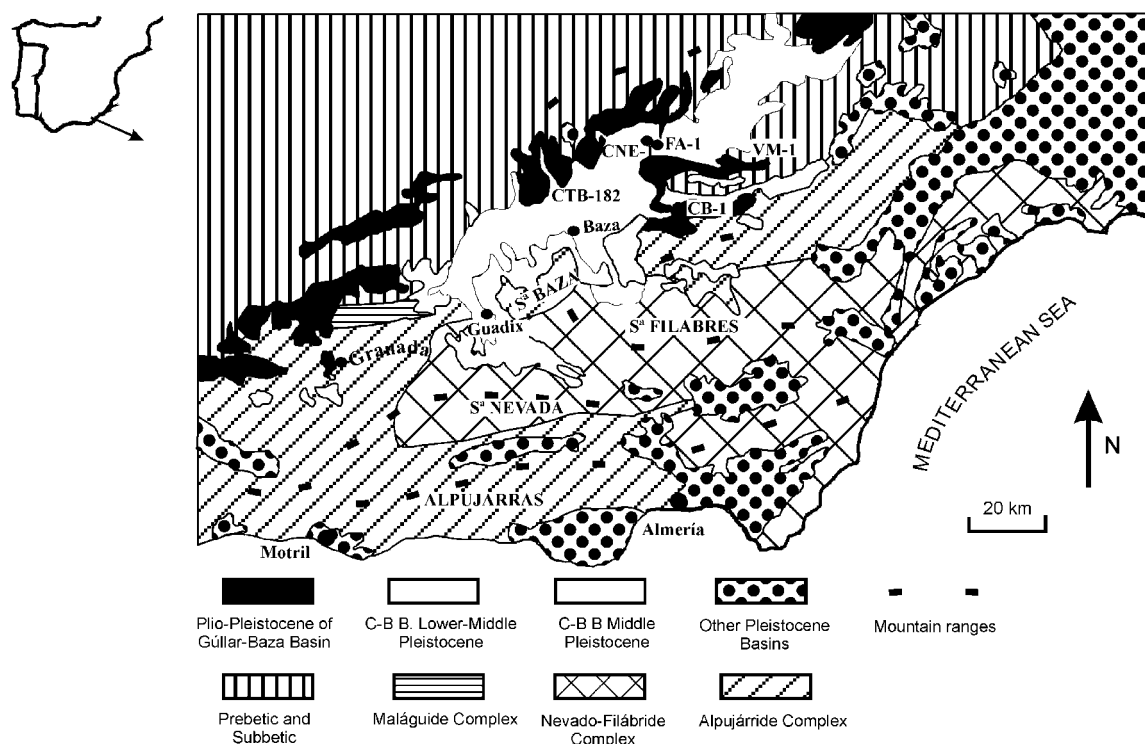 CNE-
FA-1
VM-1
CTB-182
CB-1
Baza
Sª BAZA
Guadix
Sª FILABRES
Granada
Sª NEVADA
ALPUJARRAS
Motril
Almería
MEDITERRANEAN SEA
N
20 km
Plio-Pleistocene of
Gúllar-Baza Basin
C-B B. Lower-Middle
Pleistocene
C-B B Middle
Pleistocene
Other Pleistocene
Basins
Mountain ranges
Prebetic and
Subbetic
Maláguide Complex
Nevado-Filábride
Complex
Alpujárride Complex